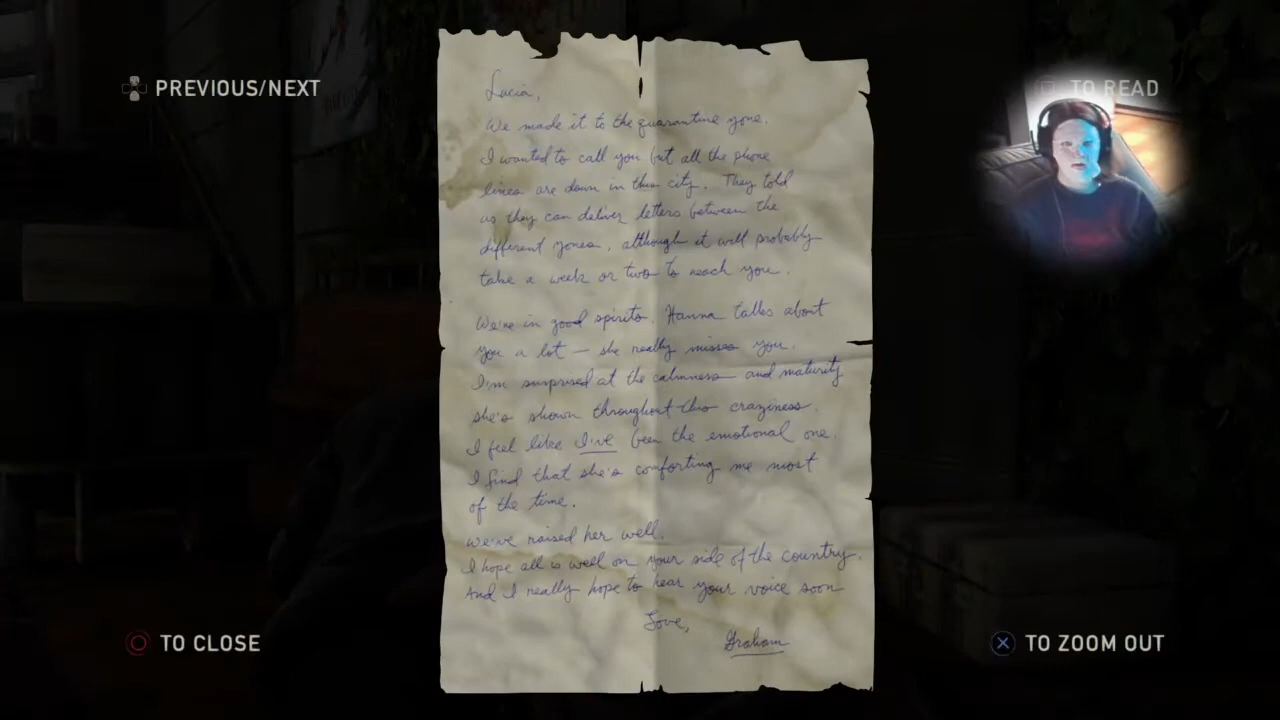 PREVIOUS/NEXT
TO READ
Lucia,
We made it to the quarantine zone.
I wanted to call you but all the phone
lines are down in this city. They told
us they can deliver letters between the
different zones, although it will probably
take a week or two to reach you.
We're in good spirits. Hanna talks about
you a lot — she really misses you.
I'm surprised at the calmness and maturity
she's shown throughout this craziness.
I feel like I've been the emotional one.
I find that she's comforting me most
of the time.
We've raised her well.
I hope all is well on your side of the country.
And I really hope to hear your voice soon
Love,
Graham
TO CLOSE
TO ZOOM OUT